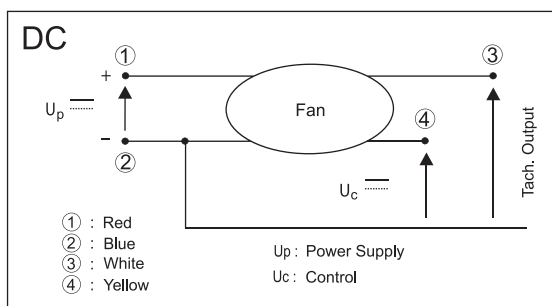 DC
①
③
+
Up
Fan
④
−
②
Uc
Tach. Output
① : Red
② : Blue
③ : White
④ : Yellow
Up : Power Supply
Uc : Control